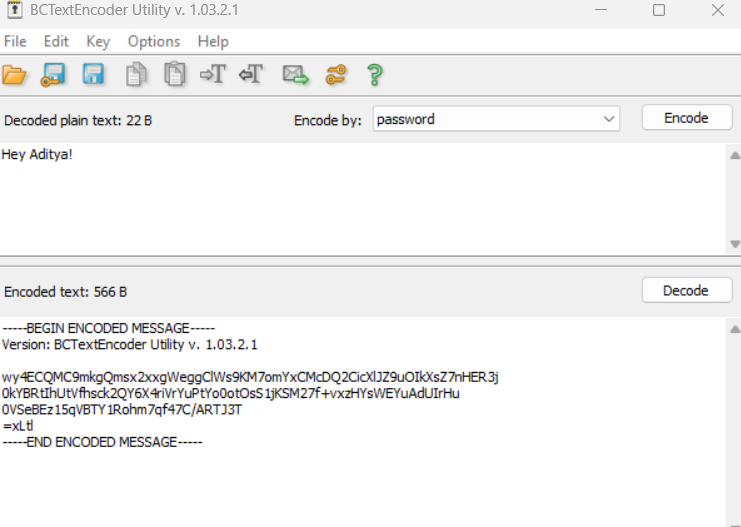 BCTextEncoder Utility v. 1.03.2.1
File Edit Key Options Help
Decoded plain text: 22 B Encode by: password Encode
Hey Aditya!
Encoded text: 566 B Decode
-----BEGIN ENCODED MESSAGE-----
Version: BCTextEncoder Utility v. 1.03.2.1
wy4ECQMC9mkgQmsx2xxgWeggClWs9KM7omYxCMcDQ2CicXlJZ9uOIkXsZ7nHER3j
0kYBRtIhUtVfhsck2QY6X4riVrYuPtYo0otOsS1jKSM27f+vxzHYsWEYuAdUIrHu
0VSeBEz15qVBTY1Rohm7qf47C/ARTJ3T
=xLtl
-----END ENCODED MESSAGE-----